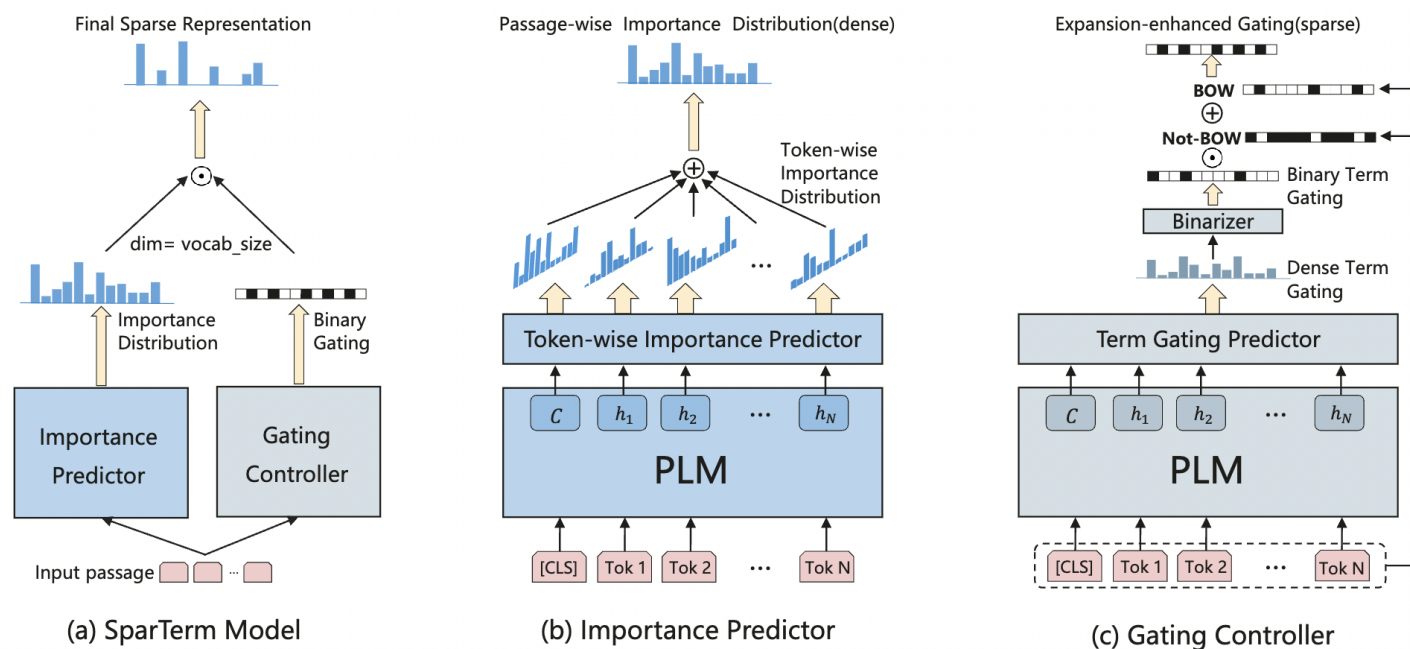 Final Sparse Representation
dim= vocab_size
Importance
Distribution
Binary
Gating
Importance
Predictor
Gating
Controller
Input passage
...
(a) SparTerm Model
Passage-wise Importance Distribution(dense)
Token-wise
Importance
Distribution
...
Token-wise Importance Predictor
C h₁ h₂ ... h_N
PLM
[CLS] Tok 1 Tok 2 ... Tok N
(b) Importance Predictor
Expansion-enhanced Gating(sparse)
BOW
Not-BOW
Binary Term
Gating
Binarizer
Dense Term
Gating
Term Gating Predictor
C h₁ h₂ ... h_N
PLM
[CLS] Tok 1 Tok 2 ... Tok N
(c) Gating Controller